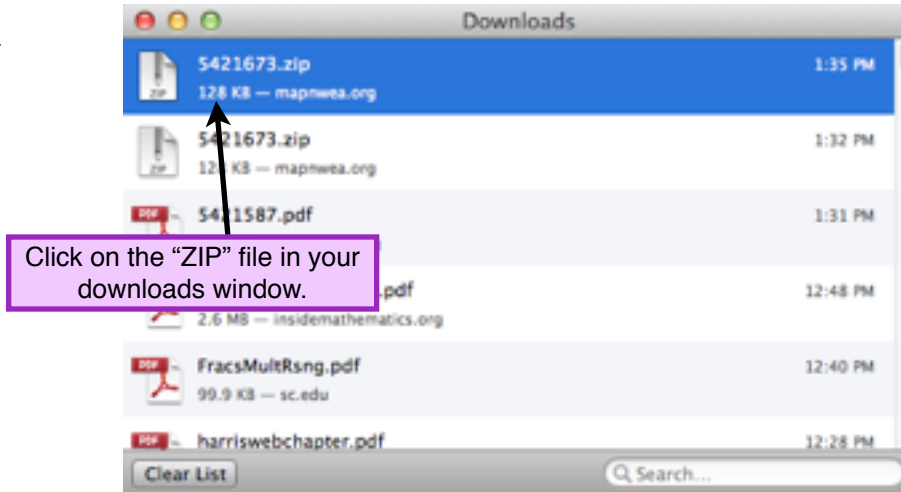 Downloads
5421673.zip
1:35 PM
ZIP
128 KB — mapnwea.org
5421673.zip
1:32 PM
ZIP
KB — mapnwea.org
PDF
5421587.pdf
1:31 PM
Click on the “ZIP” file in your
downloads window.
.pdf
12:48 PM
2.6 MB — insidemathematics.org
PDF
FracsMultRsng.pdf
12:40 PM
99.9 KB — sc.edu
PDF
harriswebchapter.pdf
12:28 PM
Clear List
Search...